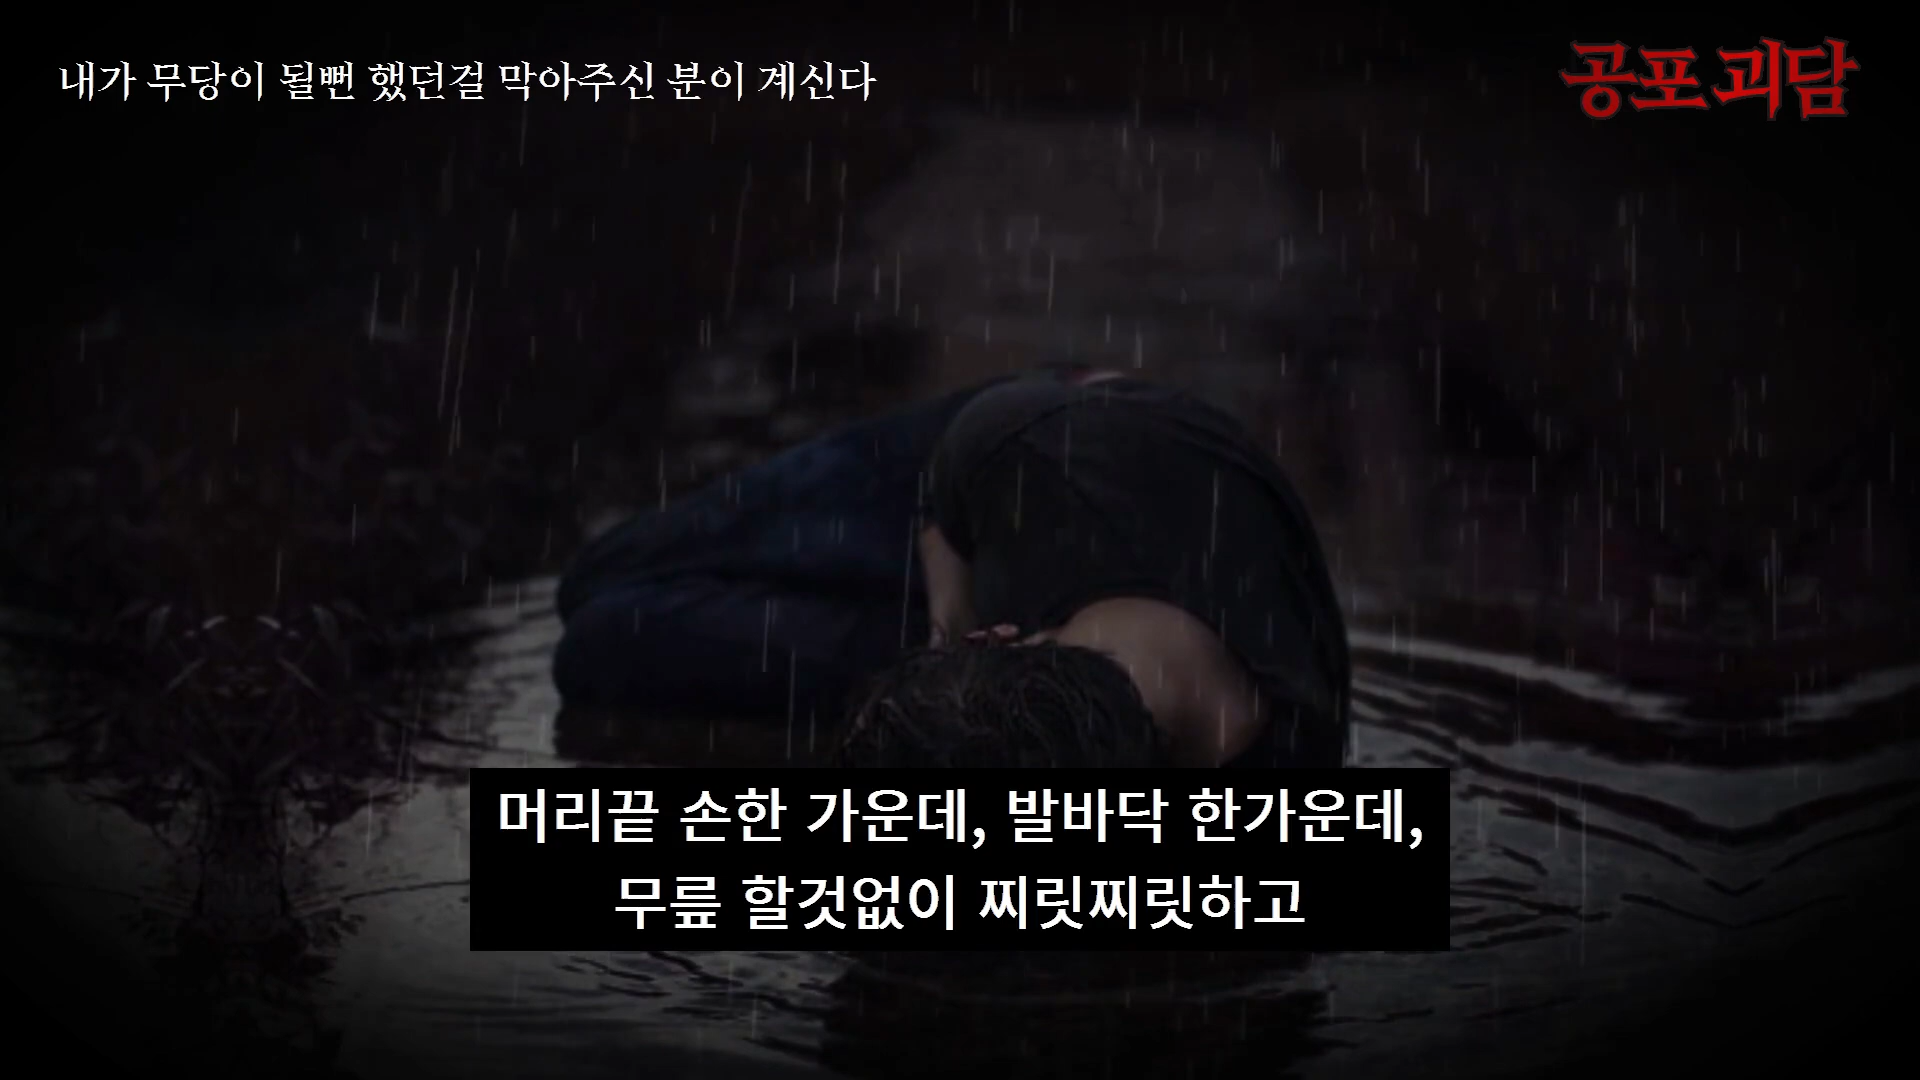 내가 무당이 될뻔 했던걸 막아주신 분이 계신다
공포괴담
머리끝 손한 가운데, 발바닥 한가운데,
무릎 할것없이 찌릿찌릿하고